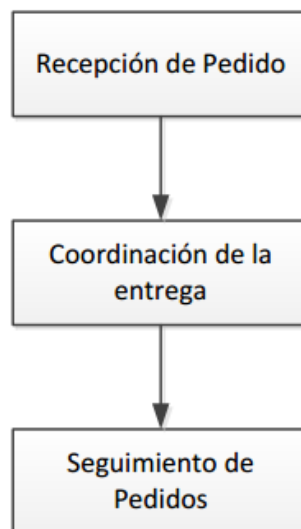 Recepción de Pedido
Coordinación de la
entrega
Seguimiento de
Pedidos